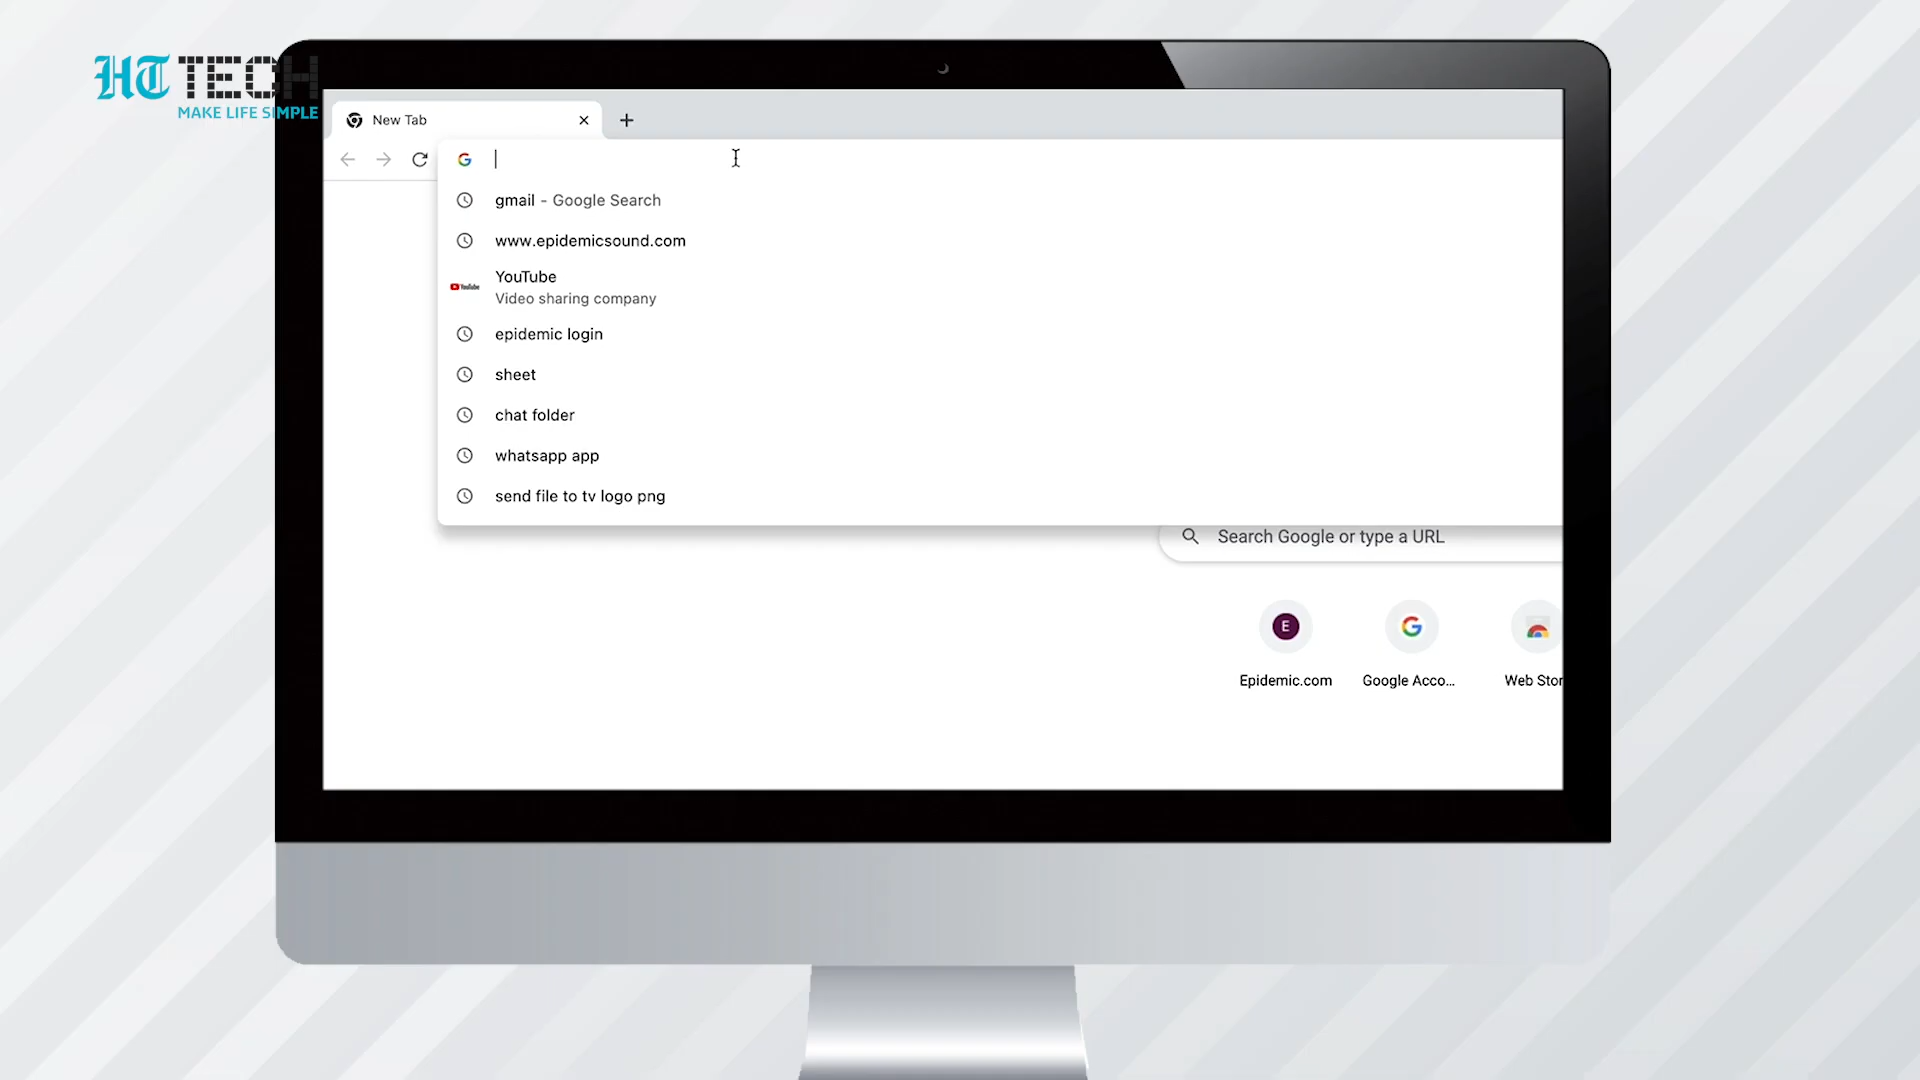 HT TECH
MAKE LIFE SIMPLE
New Tab
gmail - Google Search
www.epidemicsound.com
YouTube
YouTube
Video sharing company
epidemic login
sheet
chat folder
whatsapp app
send file to tv logo png
Search Google or type a URL
E
Epidemic.com
Google Acco...
Web Stor